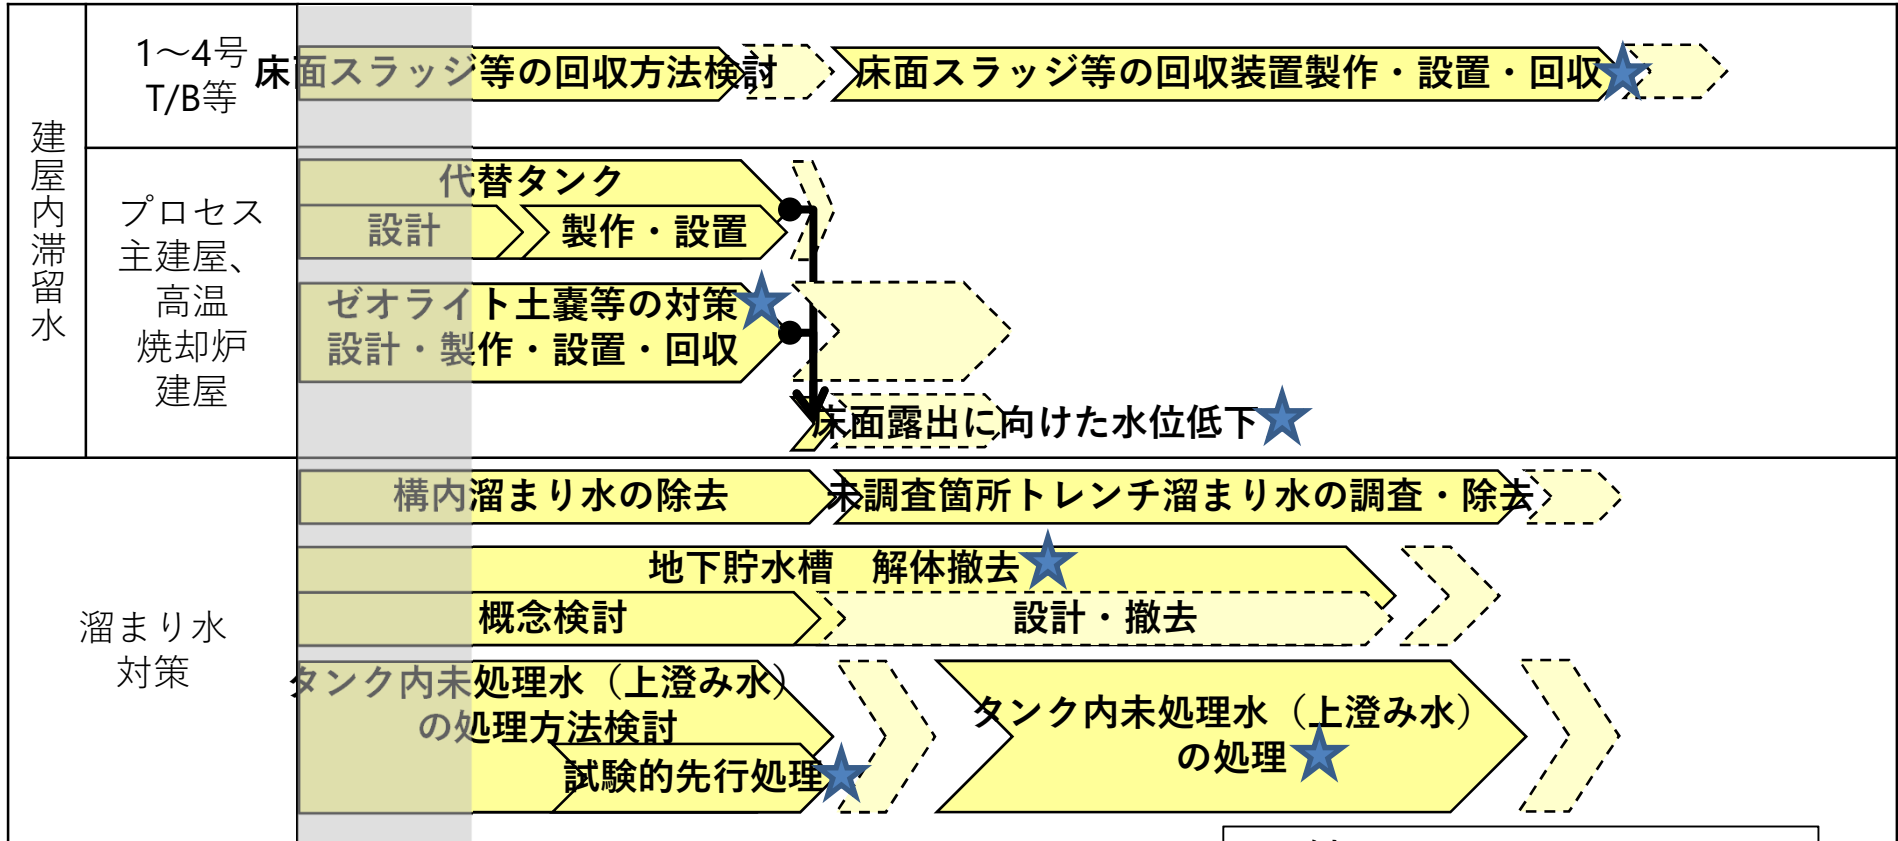 建屋内滞留水
1～4号
T/B等
床面スラッジ等の回収方法検討
床面スラッジ等の回収装置製作・設置・回収
プロセス
主建屋、
高温
焼却炉
建屋
代替タンク
設計
製作・設置
ゼオライト土嚢等の対策
設計・製作・設置・回収
床面露出に向けた水位低下
溜まり水
対策
構内溜まり水の除去
未調査箇所トレンチ溜まり水の調査・除去
地下貯水槽　解体撤去
概念検討
設計・撤去
タンク内未処理水（上澄み水）
の処理方法検討
試験的先行処理
タンク内未処理水（上澄み水）
の処理